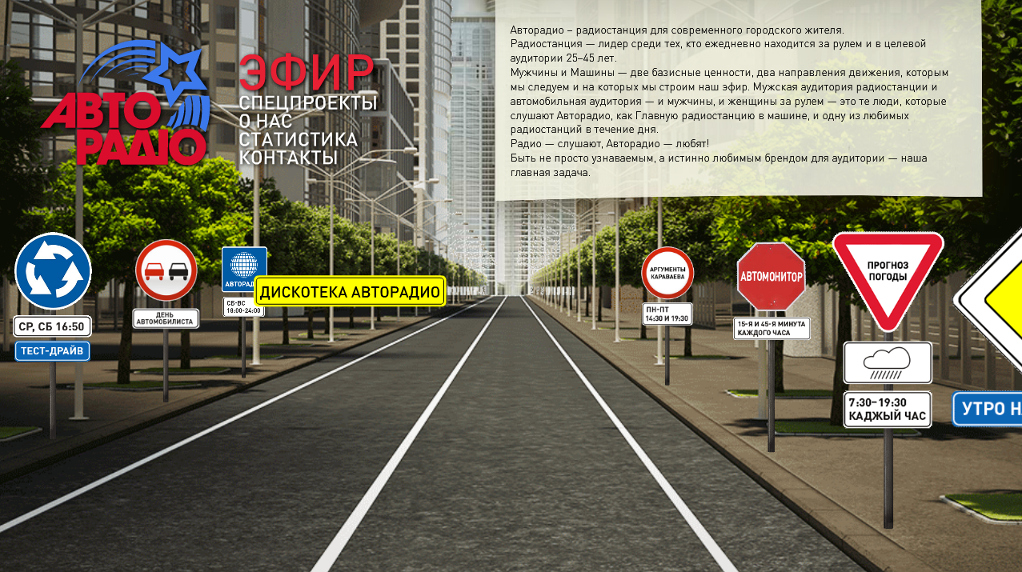 АВТО
РАДИО
ЭФИР
СПЕЦПРОЕКТЫ
О НАС
СТАТИСТИКА
КОНТАКТЫ
Авторадио – радиостанция для современного городского жителя.
Радиостанция — лидер среди тех, кто ежедневно находится за рулем и в целевой
аудитории 25–45 лет.
Мужчины и Машины — две базисные ценности, два направления движения, которым
мы следуем и на которых мы строим наш эфир. Мужская аудитория радиостанции и
автомобильная аудитория — и мужчины, и женщины за рулем — это те люди, которые
слушают Авторадио, как Главную радиостанцию в машине, и одну из любимых
радиостанций в течение дня.
Радио — слушают, Авторадио — любят!
Быть не просто узнаваемым, а истинно любимым брендом для аудитории — наша
главная задача.
СР, СБ 16:50
ТЕСТ-ДРАЙВ
ДЕНЬ
АВТОМОБИЛИСТА
АВТОРАД
СБ-ВС
18:00-24:00
ДИСКОТЕКА АВТОРАДИО
АРГУМЕНТЫ
КАРАВАЕВА
ПН-ПТ
14:30 И 19:30
АВТОМОНИТОР
15-Я И 45-Я МИНУТА
КАЖДОГО ЧАСА
ПРОГНОЗ
ПОГОДЫ
7:30–19:30
КАДЖЫЙ ЧАС
УТРО Н